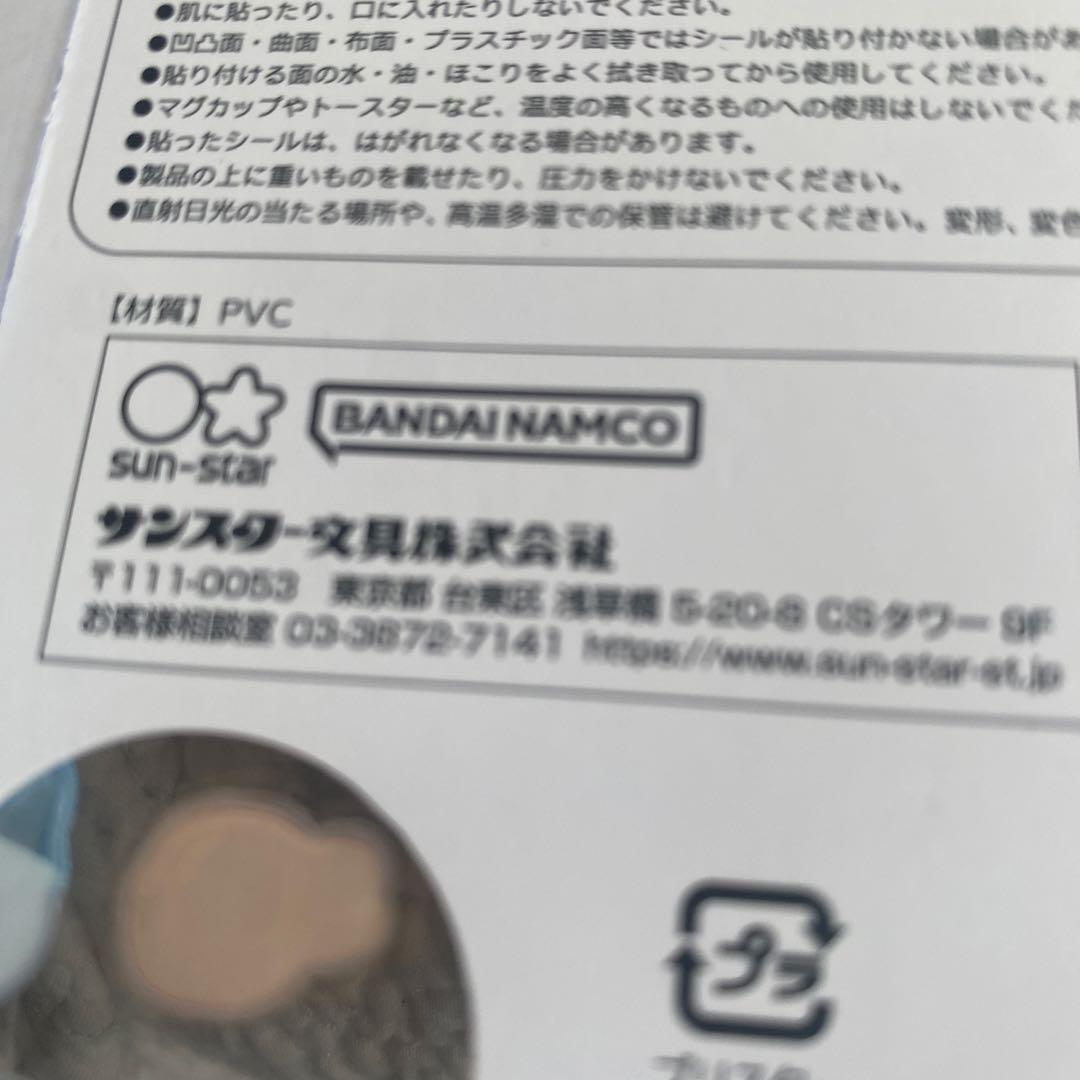 ●肌に貼ったり、口に入れたりしないでください。
●凹凸面・曲面・布面・プラスチック面等ではシールが貼り付かない場合があ
●貼り付ける面の水・油・ほこりをよく拭き取ってから使用してください。
●マグカップやトースターなど、温度の高くなるものへの使用はしないでくだ
●貼ったシールは、はがれなくなる場合があります。
●製品の上に重いものを載せたり、圧力をかけないでください。
●直射日光の当たる場所や、高温多湿での保管は避けてください。変形、変色
【材質】PVC
sun-star
BANDAI NAMCO
サンスター文具株式会社
〒111-0053 東京都 台東区 浅草橋 5-20-8 CSタワー 9F
お客様相談室 03-3872-7141 https://www.sun-star-st.jp
プラ